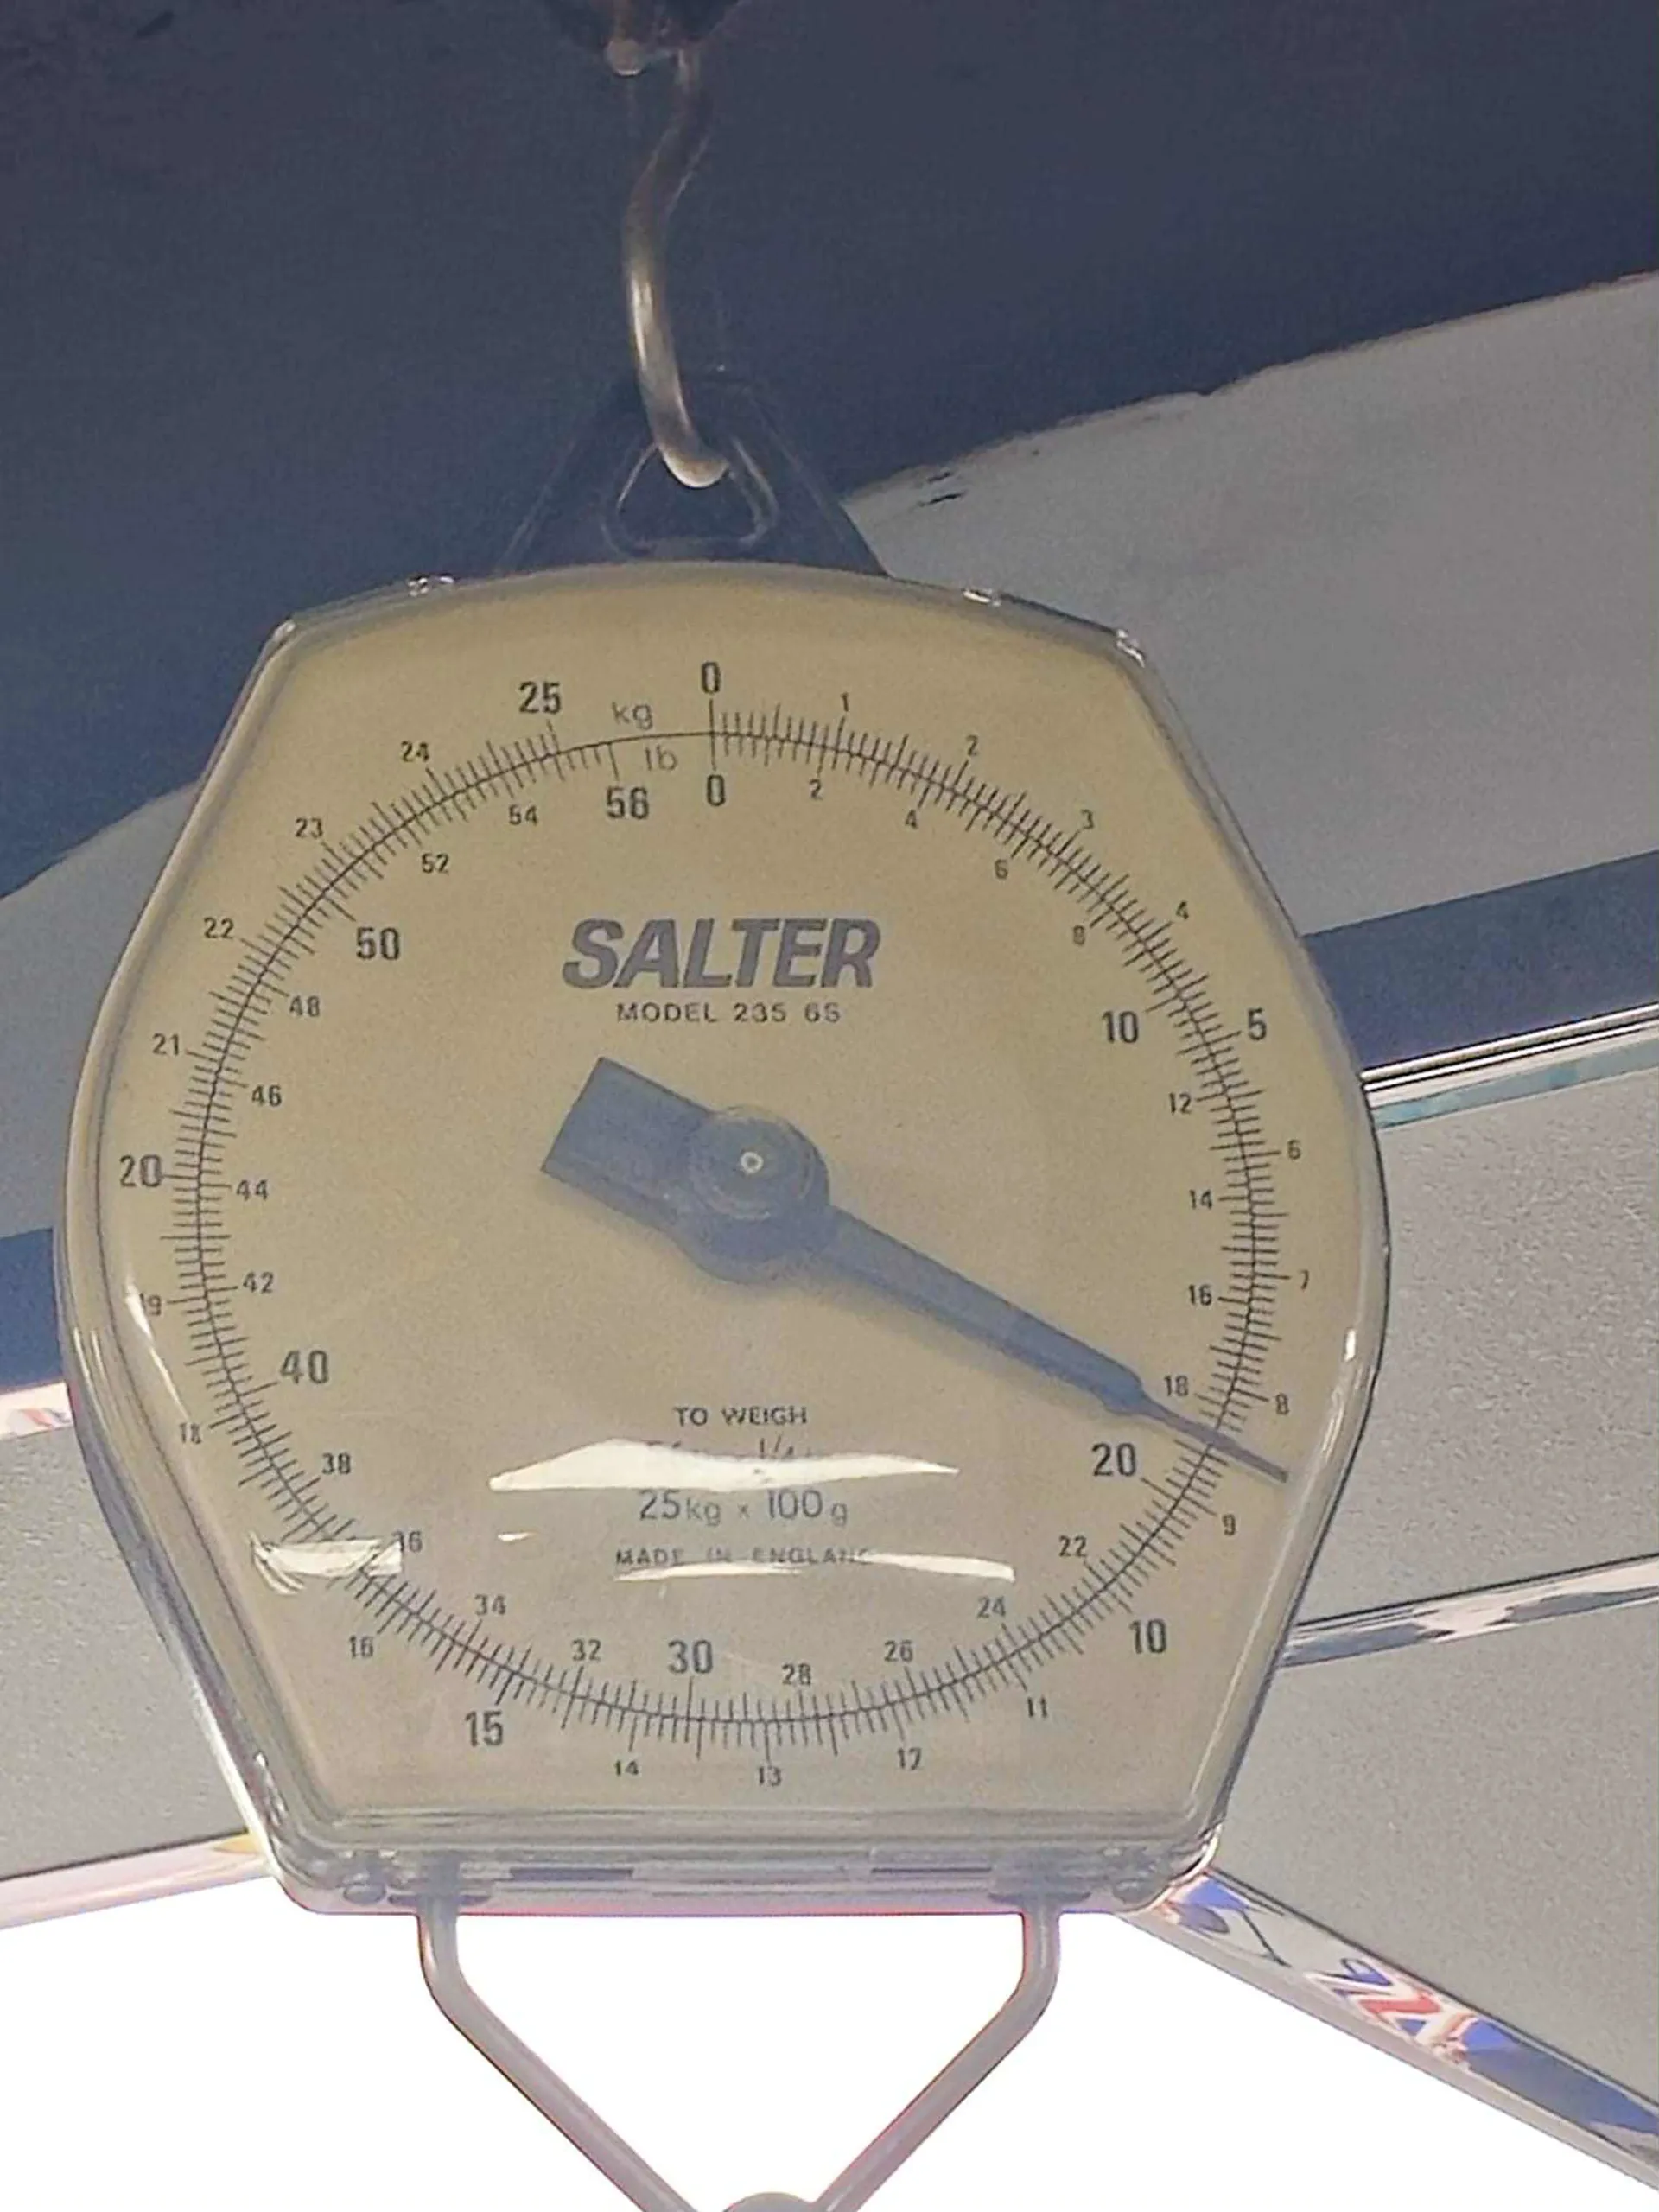 0
25 kg 1
24 2
lb
56 0 2
54 4
23 3
52 6
22 50 8 4
SALTER
MODEL 235 6S
48 10 5
21 46 12
20 44 14 6
19 42 16 7
40 18 8
TO WEIGH
18 38 20
1/4
25kg x 100g
9
MADE IN ENGLAND
36 22
16 34 24 10
32 30 28 26
15 11
14 13 12